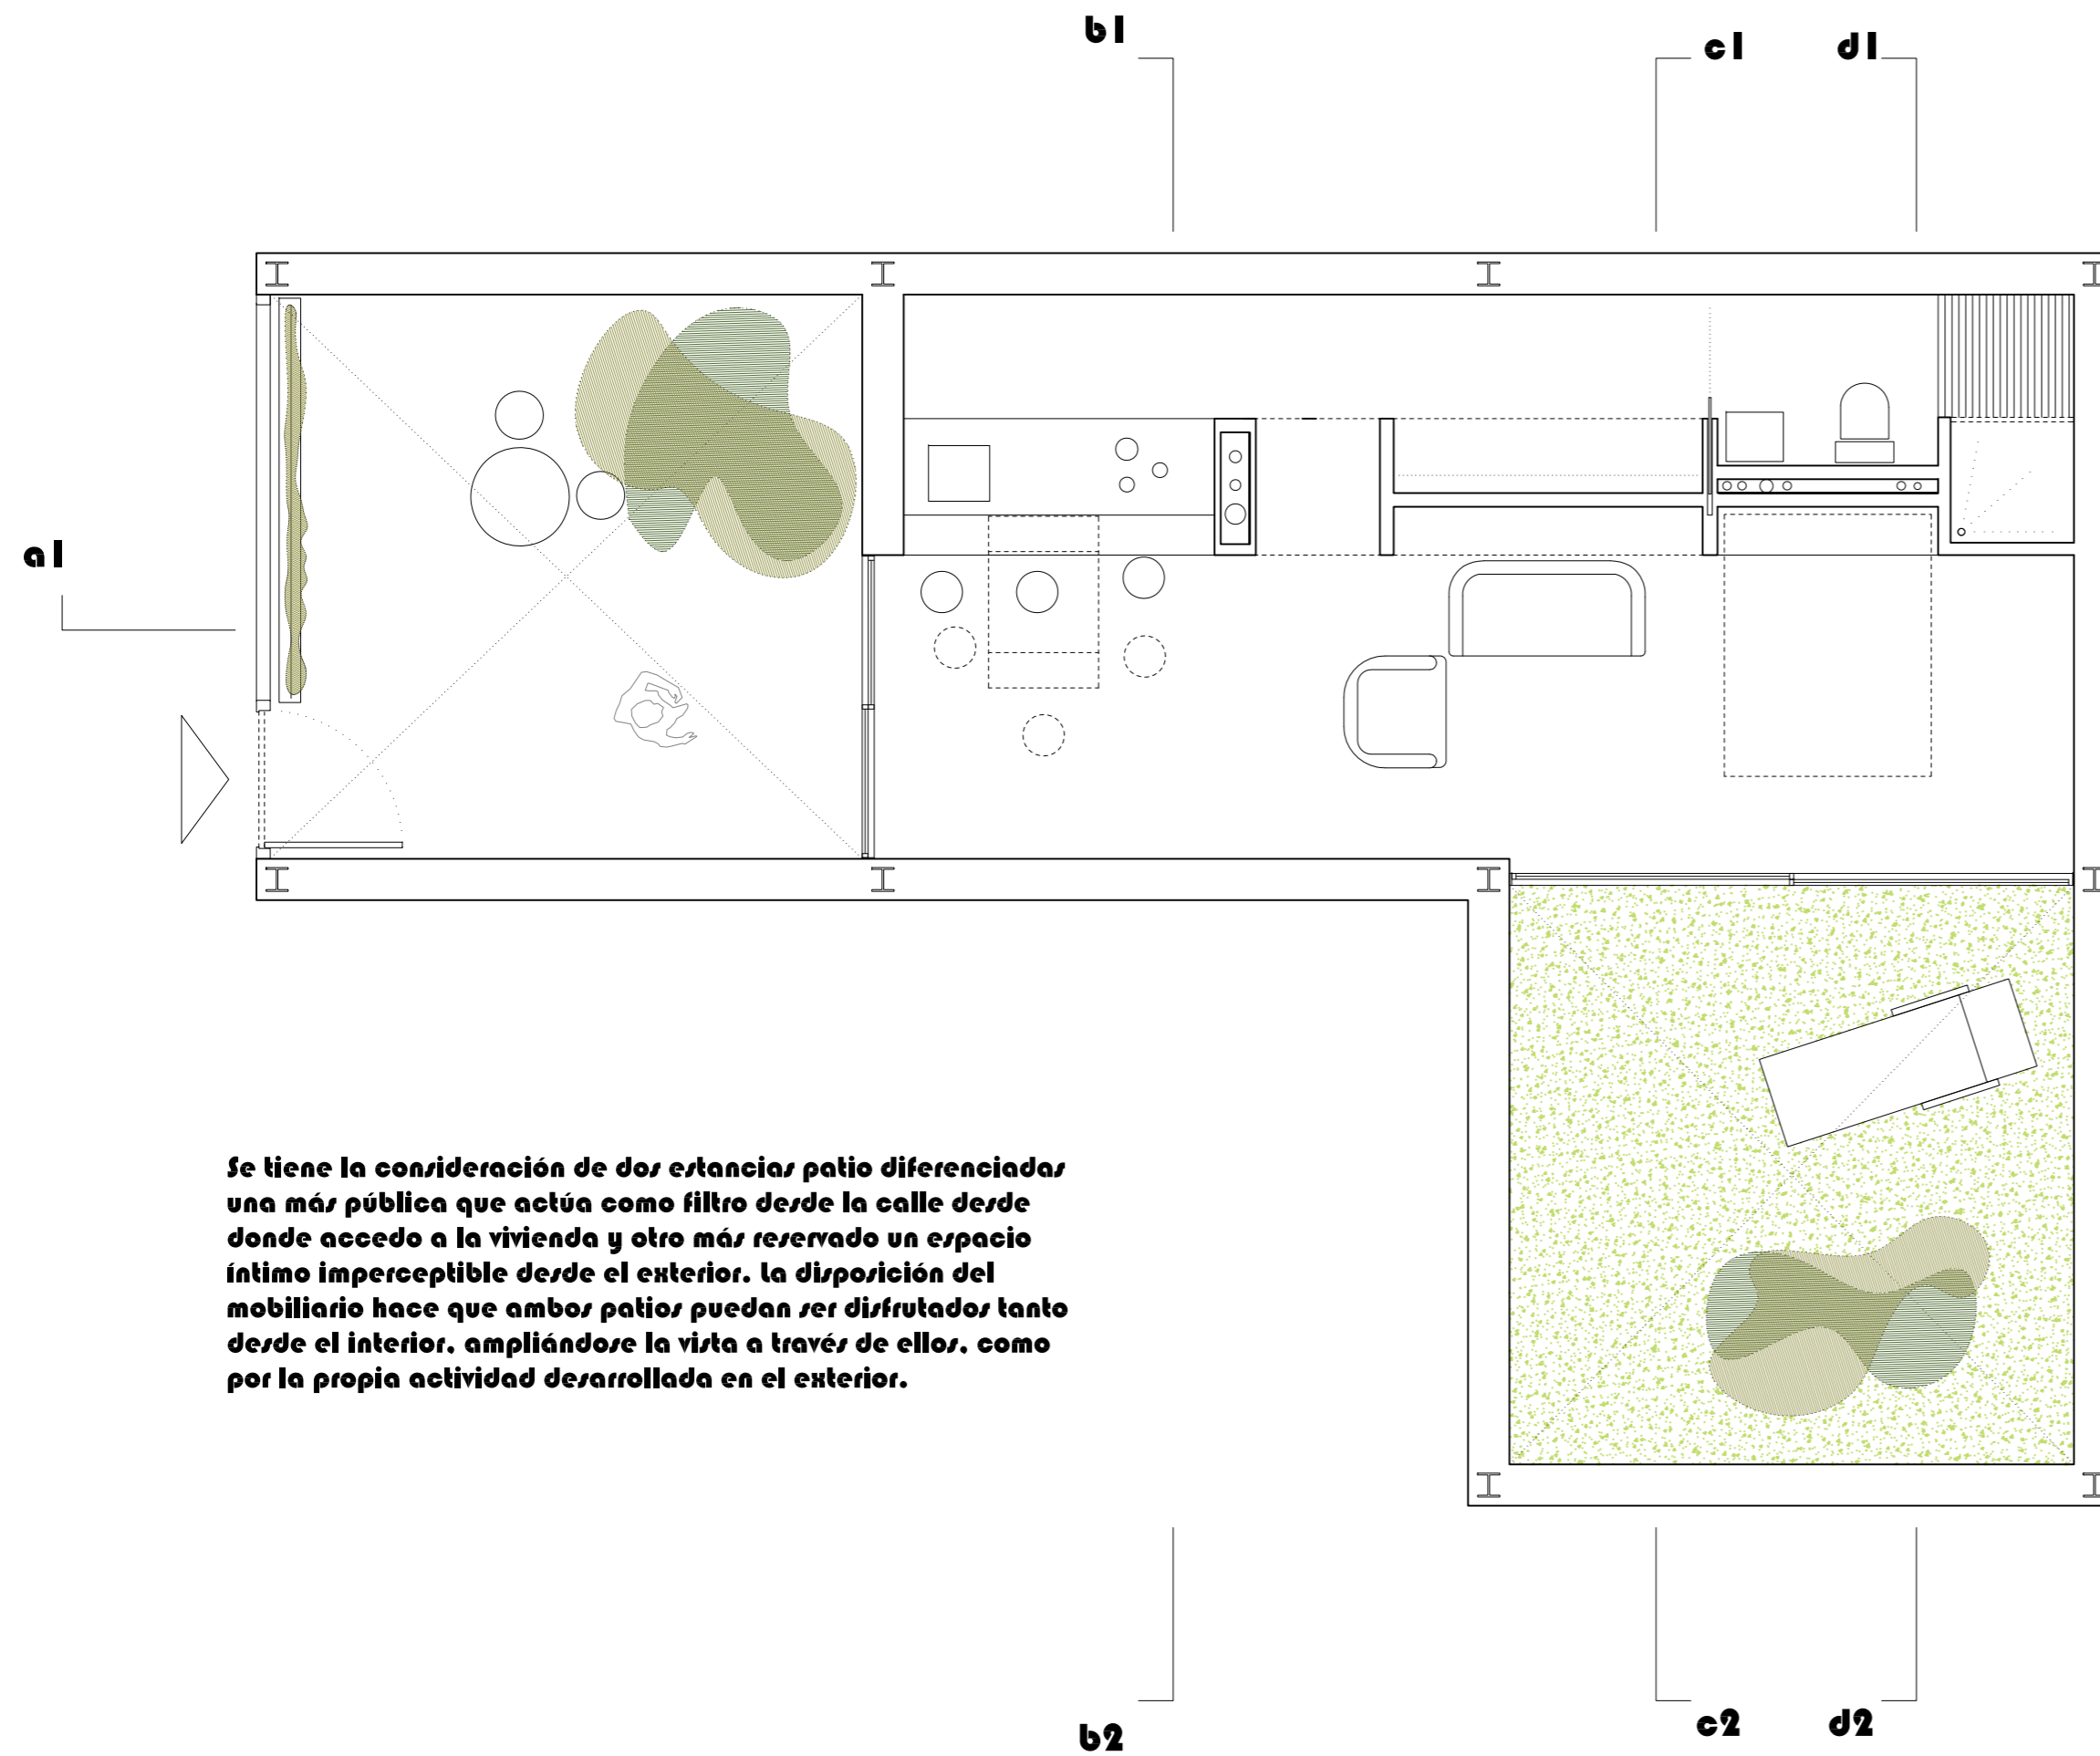 b1
c1 d1
a1
Se tiene la consideración de dos estancias patio diferenciadas
una más pública que actúa como filtro desde la calle desde
donde accedo a la vivienda y otro más reservado un espacio
íntimo imperceptible desde el exterior. La disposición del
mobiliario hace que ambos patios puedan ser disfrutados tanto
desde el interior, ampliándose la vista a través de ellos, como
por la propia actividad desarrollada en el exterior.
b2
c2 d2